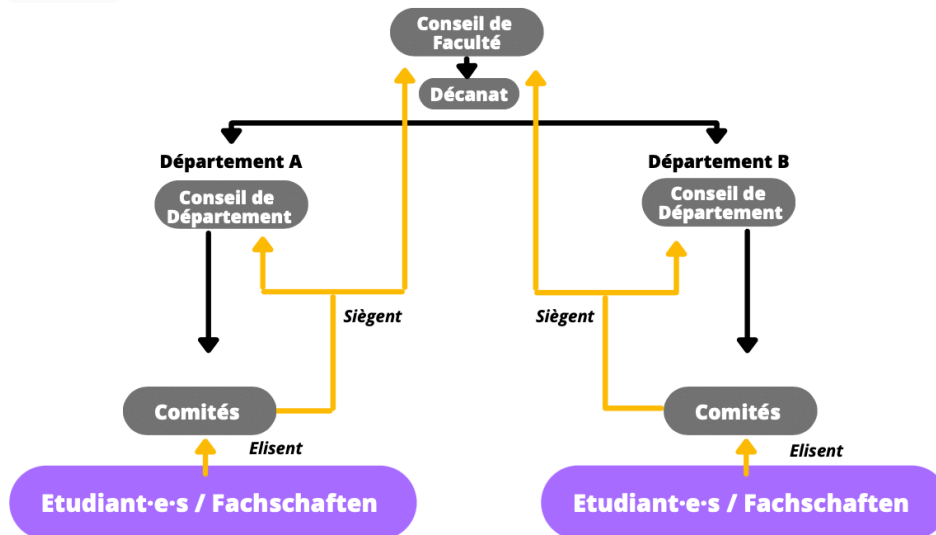 Conseil de
Faculté
Décanat
Département A
Département B
Conseil de
Département
Conseil de
Département
Siègent
Siègent
Comités
Comités
Elisent
Elisent
Etudiant·e·s / Fachschaften
Etudiant·e·s / Fachschaften